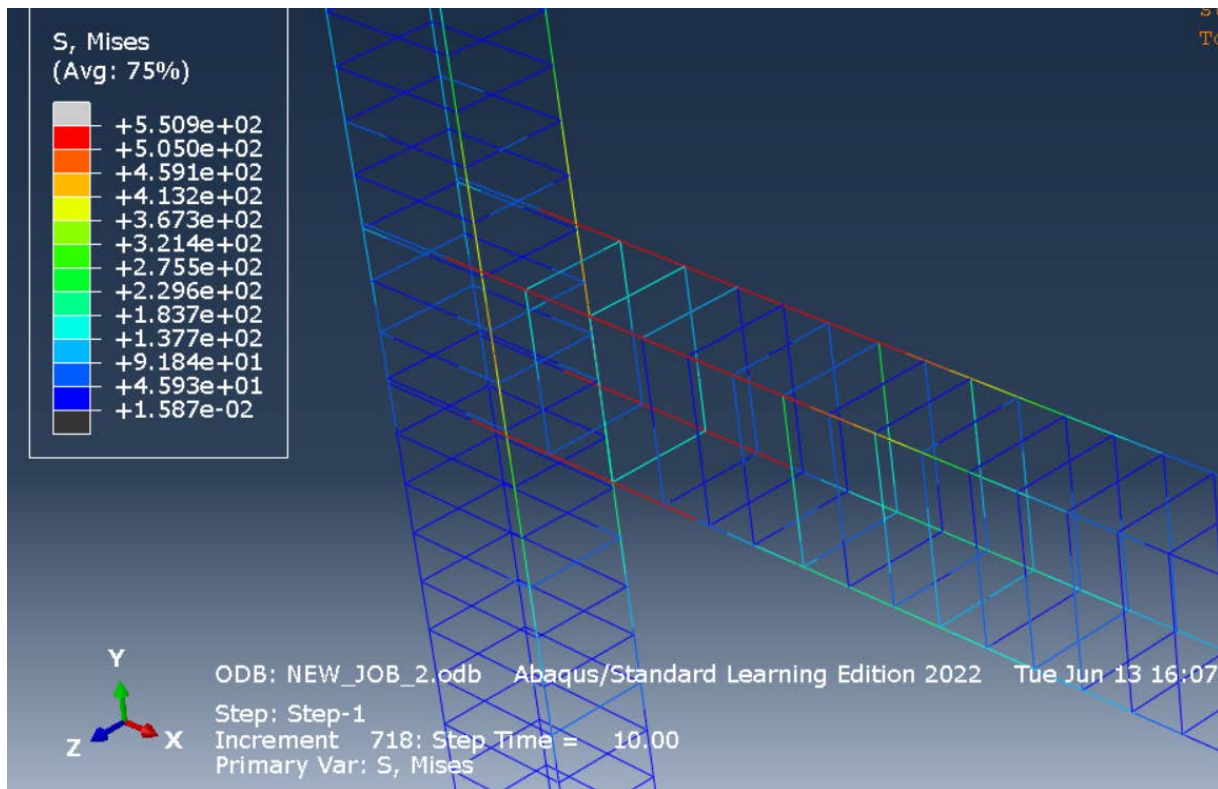 S, Mises
(Avg: 75%)
+5.509e+02
+5.050e+02
+4.591e+02
+4.132e+02
+3.673e+02
+3.214e+02
+2.755e+02
+2.296e+02
+1.837e+02
+1.377e+02
+9.184e+01
+4.593e+01
+1.587e-02
Y
Z
X
ODB: NEW_JOB_2.odb Abaqus/Standard Learning Edition 2022 Tue Jun 13 16:07
Step: Step-1
Increment 718: Step Time = 10.00
Primary Var: S, Mises